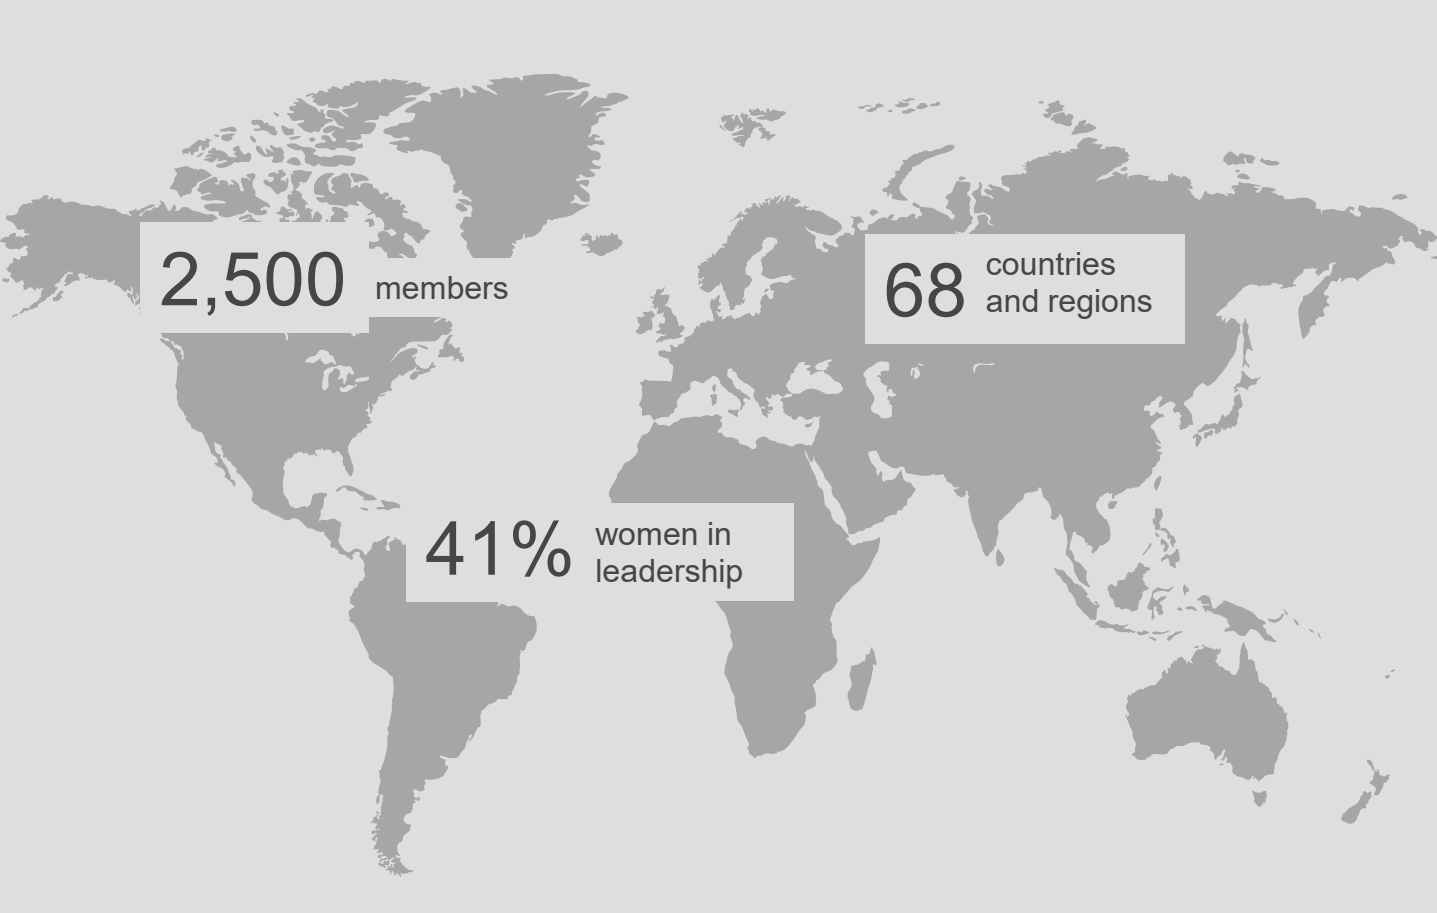 2,500 members
68 countries
and regions
41% women in
leadership